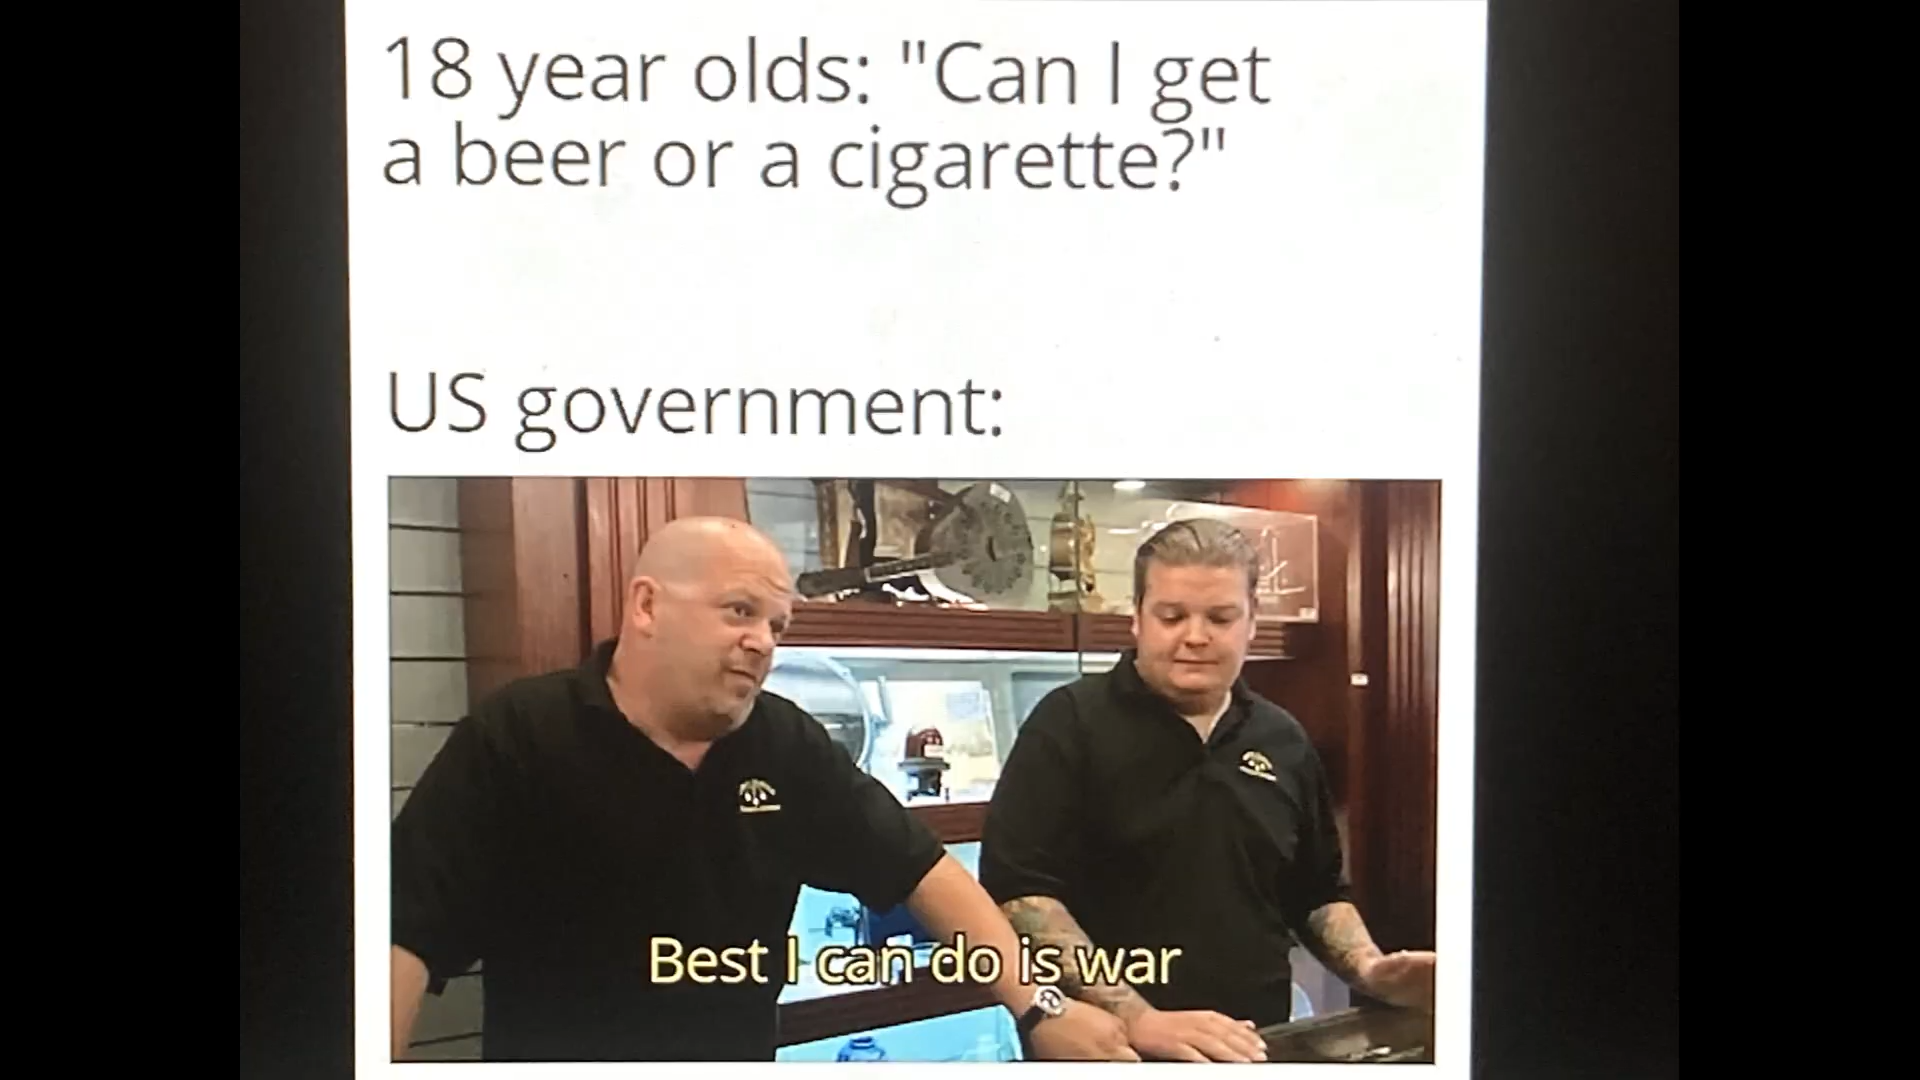 18 year olds: "Can I get
a beer or a cigarette?"
US government:
Best I can do is war